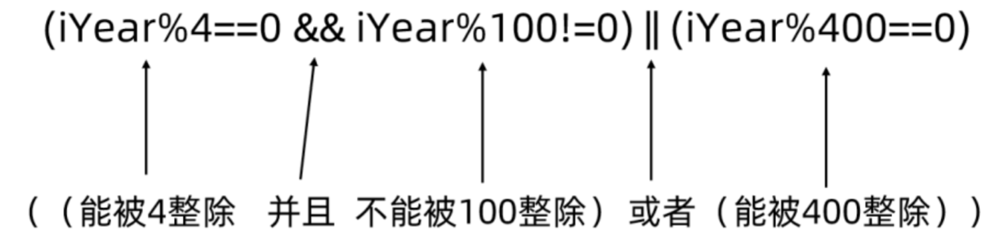 (iYear%4==0 && iYear%100!=0) || (iYear%400==0)
（（能被4整除 并且 不能被100整除）或者（能被400整除））